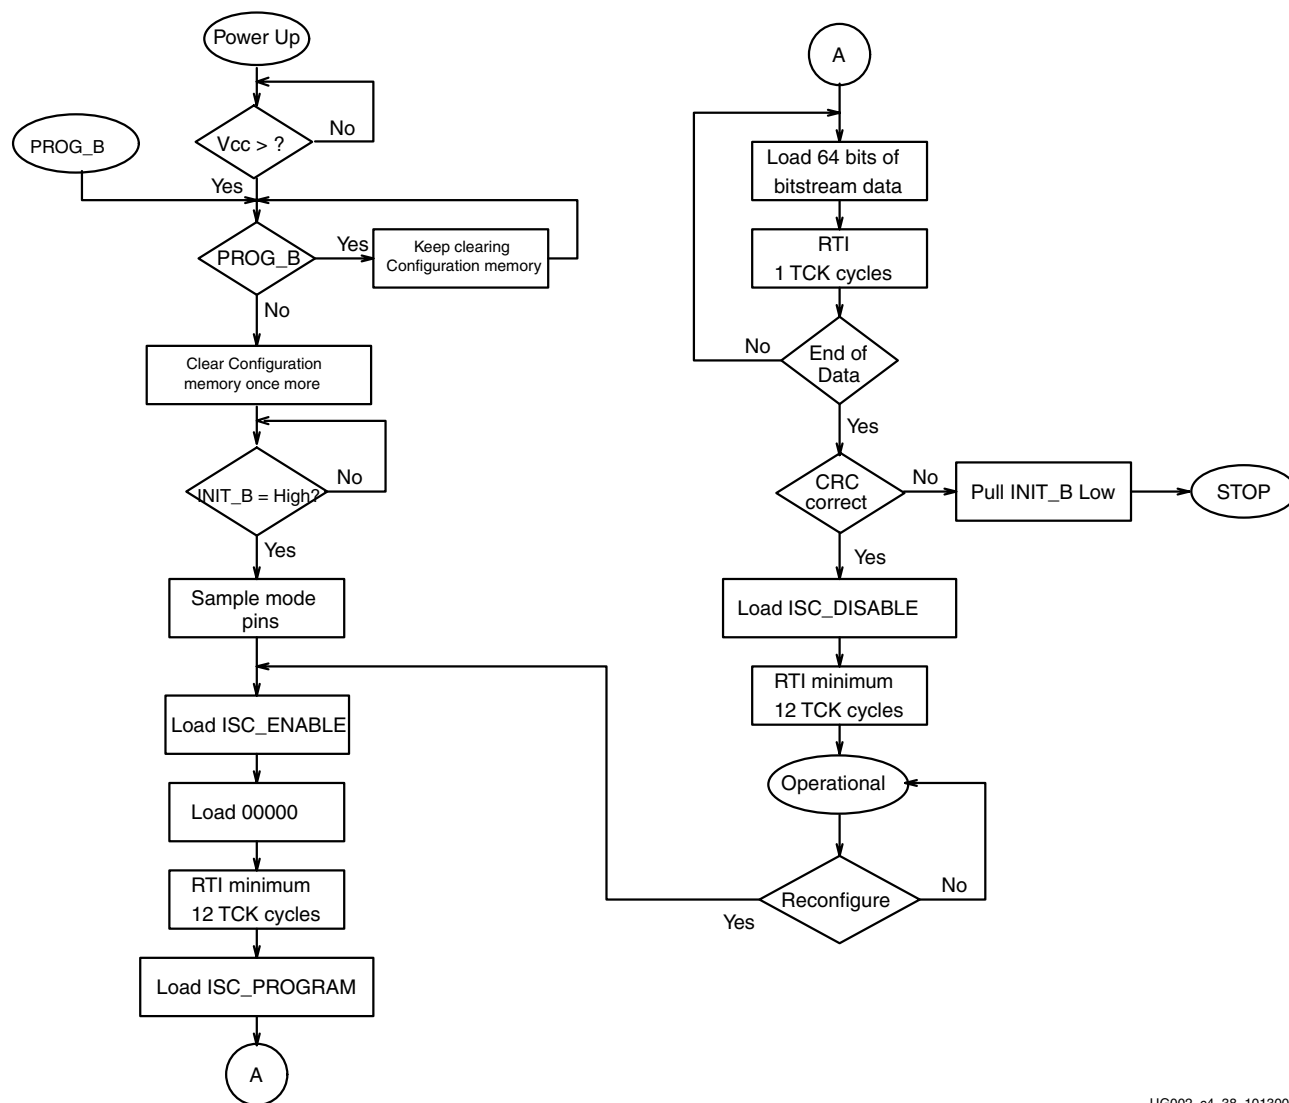 Power Up
Vcc > ?
No
Yes
PROG_B
PROG_B
Yes
Keep clearing
Configuration memory
No
Clear Configuration
memory once more
INIT_B = High?
No
Yes
Sample mode
pins
Load ISC_ENABLE
Load 00000
RTI minimum
12 TCK cycles
Load ISC_PROGRAM
A
A
Load 64 bits of
bitstream data
RTI
1 TCK cycles
End of
Data
No
Yes
CRC
correct
No
Pull INIT_B Low
STOP
Yes
Load ISC_DISABLE
RTI minimum
12 TCK cycles
Operational
Reconfigure
No
Yes